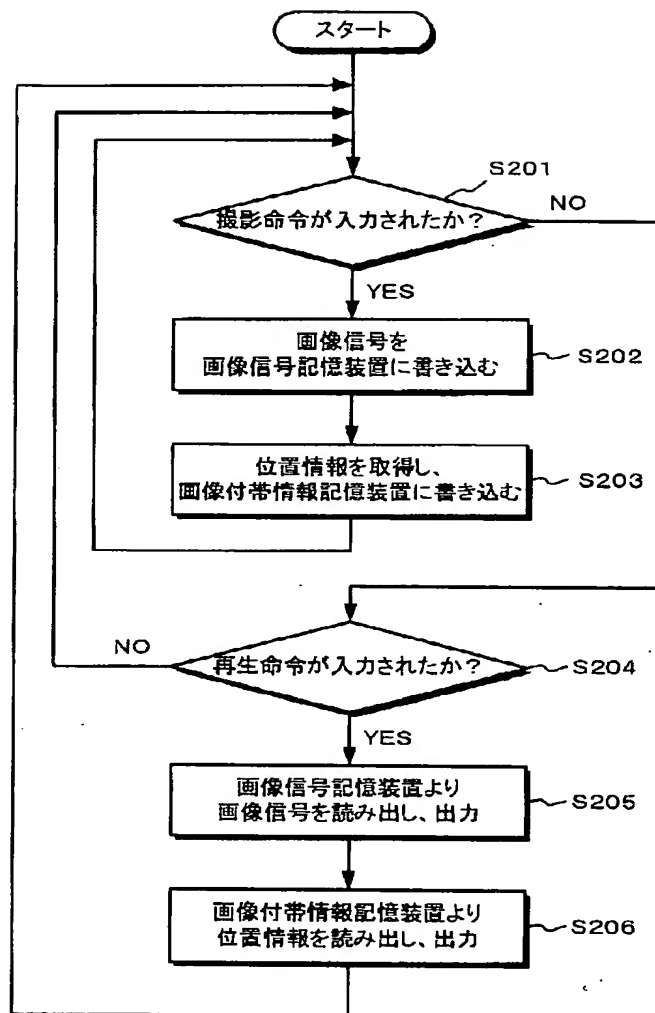 スタート
S201
撮影命令が入力されたか？
NO
YES
画像信号を
画像信号記憶装置に書き込む
S202
位置情報を取得し、
画像付帯情報記憶装置に書き込む
S203
NO
再生命令が入力されたか？
S204
YES
画像信号記憶装置より
画像信号を読み出し、出力
S205
画像付帯情報記憶装置より
位置情報を読み出し、出力
S206